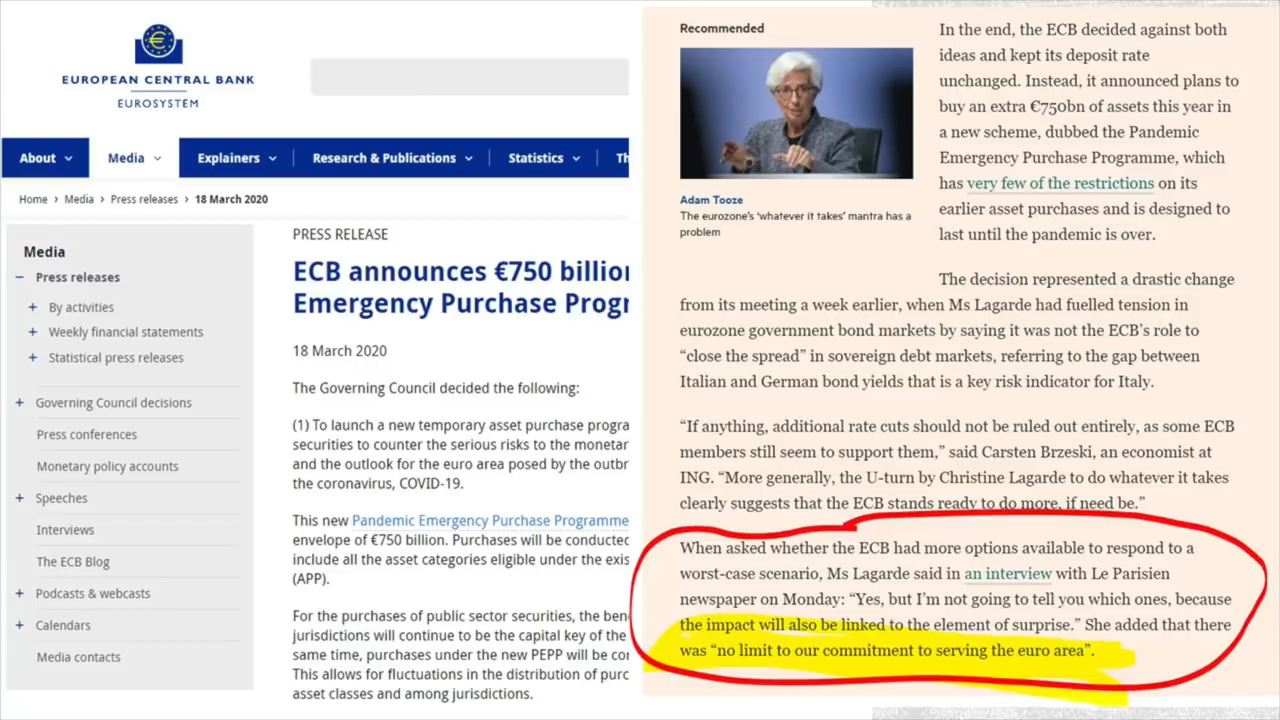 EUROPEAN CENTRAL BANK
EUROSYSTEM
About
Media
Explainers
Research & Publications
Statistics
Th
Home > Media > Press releases > 18 March 2020
Media
− Press releases
+ By activities
+ Weekly financial statements
+ Statistical press releases
+ Governing Council decisions
Press conferences
Monetary policy accounts
+ Speeches
Interviews
The ECB Blog
+ Podcasts & webcasts
+ Calendars
Media contacts
PRESS RELEASE
ECB announces €750 billion
Emergency Purchase Progr
18 March 2020
The Governing Council decided the following:
(1) To launch a new temporary asset purchase progra
securities to counter the serious risks to the monetar
and the outlook for the euro area posed by the outbr
the coronavirus, COVID-19.
This new Pandemic Emergency Purchase Programme
envelope of €750 billion. Purchases will be conducted
include all the asset categories eligible under the exis
(APP).
For the purchases of public sector securities, the ben
jurisdictions will continue to be the capital key of the
same time, purchases under the new PEPP will be con
This allows for fluctuations in the distribution of purc
asset classes and among jurisdictions.
Recommended
Adam Tooze
The eurozone's 'whatever it takes' mantra has a
problem
In the end, the ECB decided against both
ideas and kept its deposit rate
unchanged. Instead, it announced plans to
buy an extra €750bn of assets this year in
a new scheme, dubbed the Pandemic
Emergency Purchase Programme, which
has very few of the restrictions on its
earlier asset purchases and is designed to
last until the pandemic is over.
The decision represented a drastic change
from its meeting a week earlier, when Ms Lagarde had fuelled tension in
eurozone government bond markets by saying it was not the ECB's role to
“close the spread” in sovereign debt markets, referring to the gap between
Italian and German bond yields that is a key risk indicator for Italy.
“If anything, additional rate cuts should not be ruled out entirely, as some ECB
members still seem to support them,” said Carsten Brzeski, an economist at
ING. “More generally, the U-turn by Christine Lagarde to do whatever it takes
clearly suggests that the ECB stands ready to do more, if need be.”
When asked whether the ECB had more options available to respond to a
worst-case scenario, Ms Lagarde said in an interview with Le Parisien
newspaper on Monday: “Yes, but I’m not going to tell you which ones, because
the impact will also be linked to the element of surprise.” She added that there
was “no limit to our commitment to serving the euro area”.